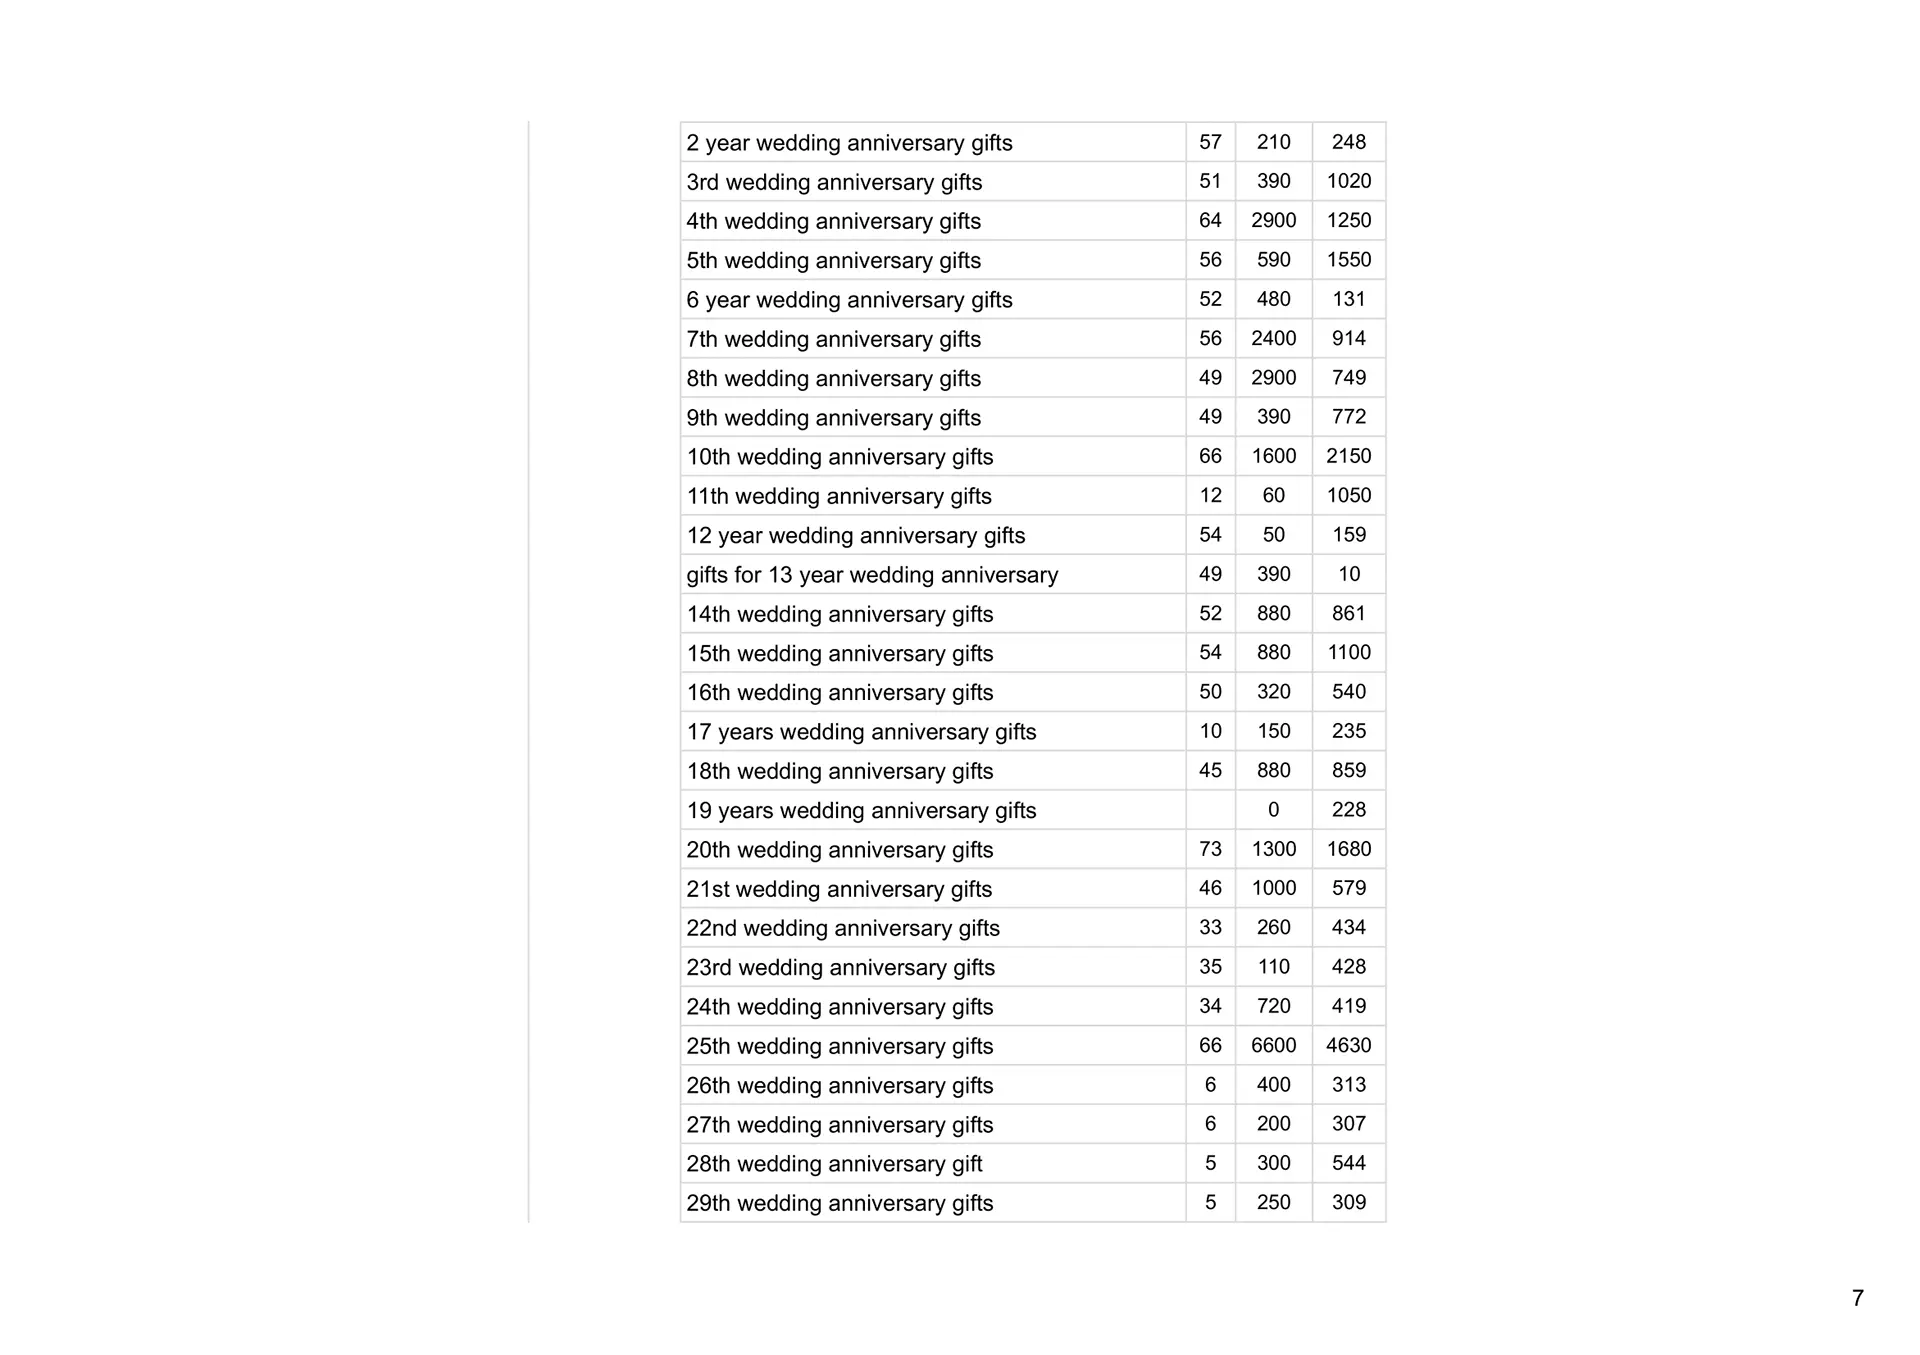 2 year wedding anniversary gifts 57 210 248
3rd wedding anniversary gifts 51 390 1020
4th wedding anniversary gifts 64 2900 1250
5th wedding anniversary gifts 56 590 1550
6 year wedding anniversary gifts 52 480 131
7th wedding anniversary gifts 56 2400 914
8th wedding anniversary gifts 49 2900 749
9th wedding anniversary gifts 49 390 772
10th wedding anniversary gifts 66 1600 2150
11th wedding anniversary gifts 12 60 1050
12 year wedding anniversary gifts 54 50 159
gifts for 13 year wedding anniversary 49 390 10
14th wedding anniversary gifts 52 880 861
15th wedding anniversary gifts 54 880 1100
16th wedding anniversary gifts 50 320 540
17 years wedding anniversary gifts 10 150 235
18th wedding anniversary gifts 45 880 859
19 years wedding anniversary gifts 0 228
20th wedding anniversary gifts 73 1300 1680
21st wedding anniversary gifts 46 1000 579
22nd wedding anniversary gifts 33 260 434
23rd wedding anniversary gifts 35 110 428
24th wedding anniversary gifts 34 720 419
25th wedding anniversary gifts 66 6600 4630
26th wedding anniversary gifts 6 400 313
27th wedding anniversary gifts 6 200 307
28th wedding anniversary gift 5 300 544
29th wedding anniversary gifts 5 250 309
7